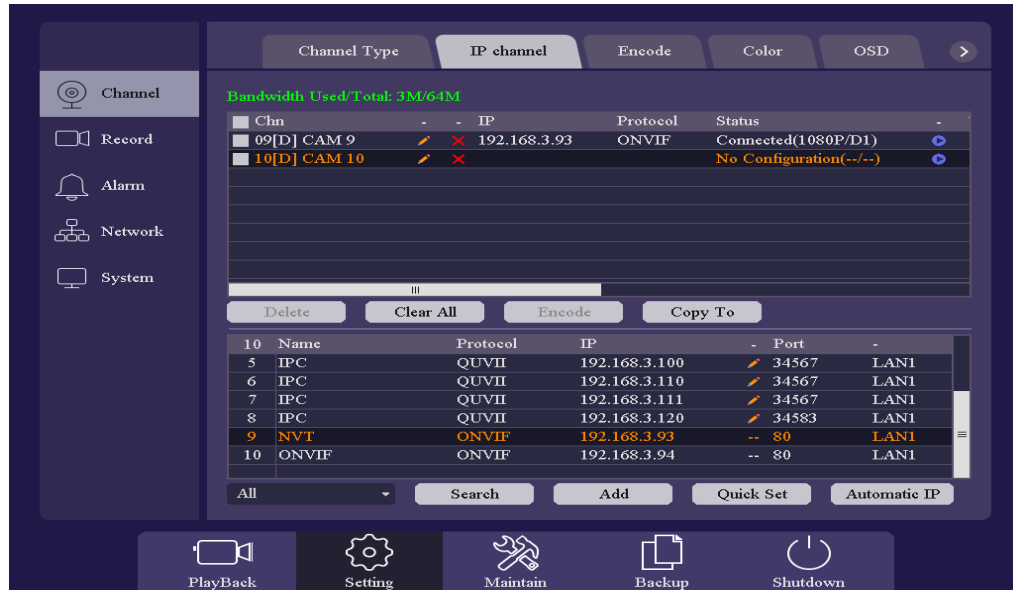 Channel Type IP channel Encode Color OSD >
Channel
Record
Alarm
Network
System
Bandwidth Used/Total: 3M/64M
Chn - - IP Protocol Status -
09[D] CAM 9 192.168.3.93 ONVIF Connected(1080P/D1)
10[D] CAM 10 No Configuration(--/--)
Delete Clear All Encode Copy To
10 Name Protocol IP - Port -
5 IPC QUVII 192.168.3.100 34567 LAN1
6 IPC QUVII 192.168.3.110 34567 LAN1
7 IPC QUVII 192.168.3.111 34567 LAN1
8 IPC QUVII 192.168.3.120 34583 LAN1
9 NVT ONVIF 192.168.3.93 -- 80 LAN1
10 ONVIF ONVIF 192.168.3.94 -- 80 LAN1
All Search Add Quick Set Automatic IP
PlayBack Setting Maintain Backup Shutdown